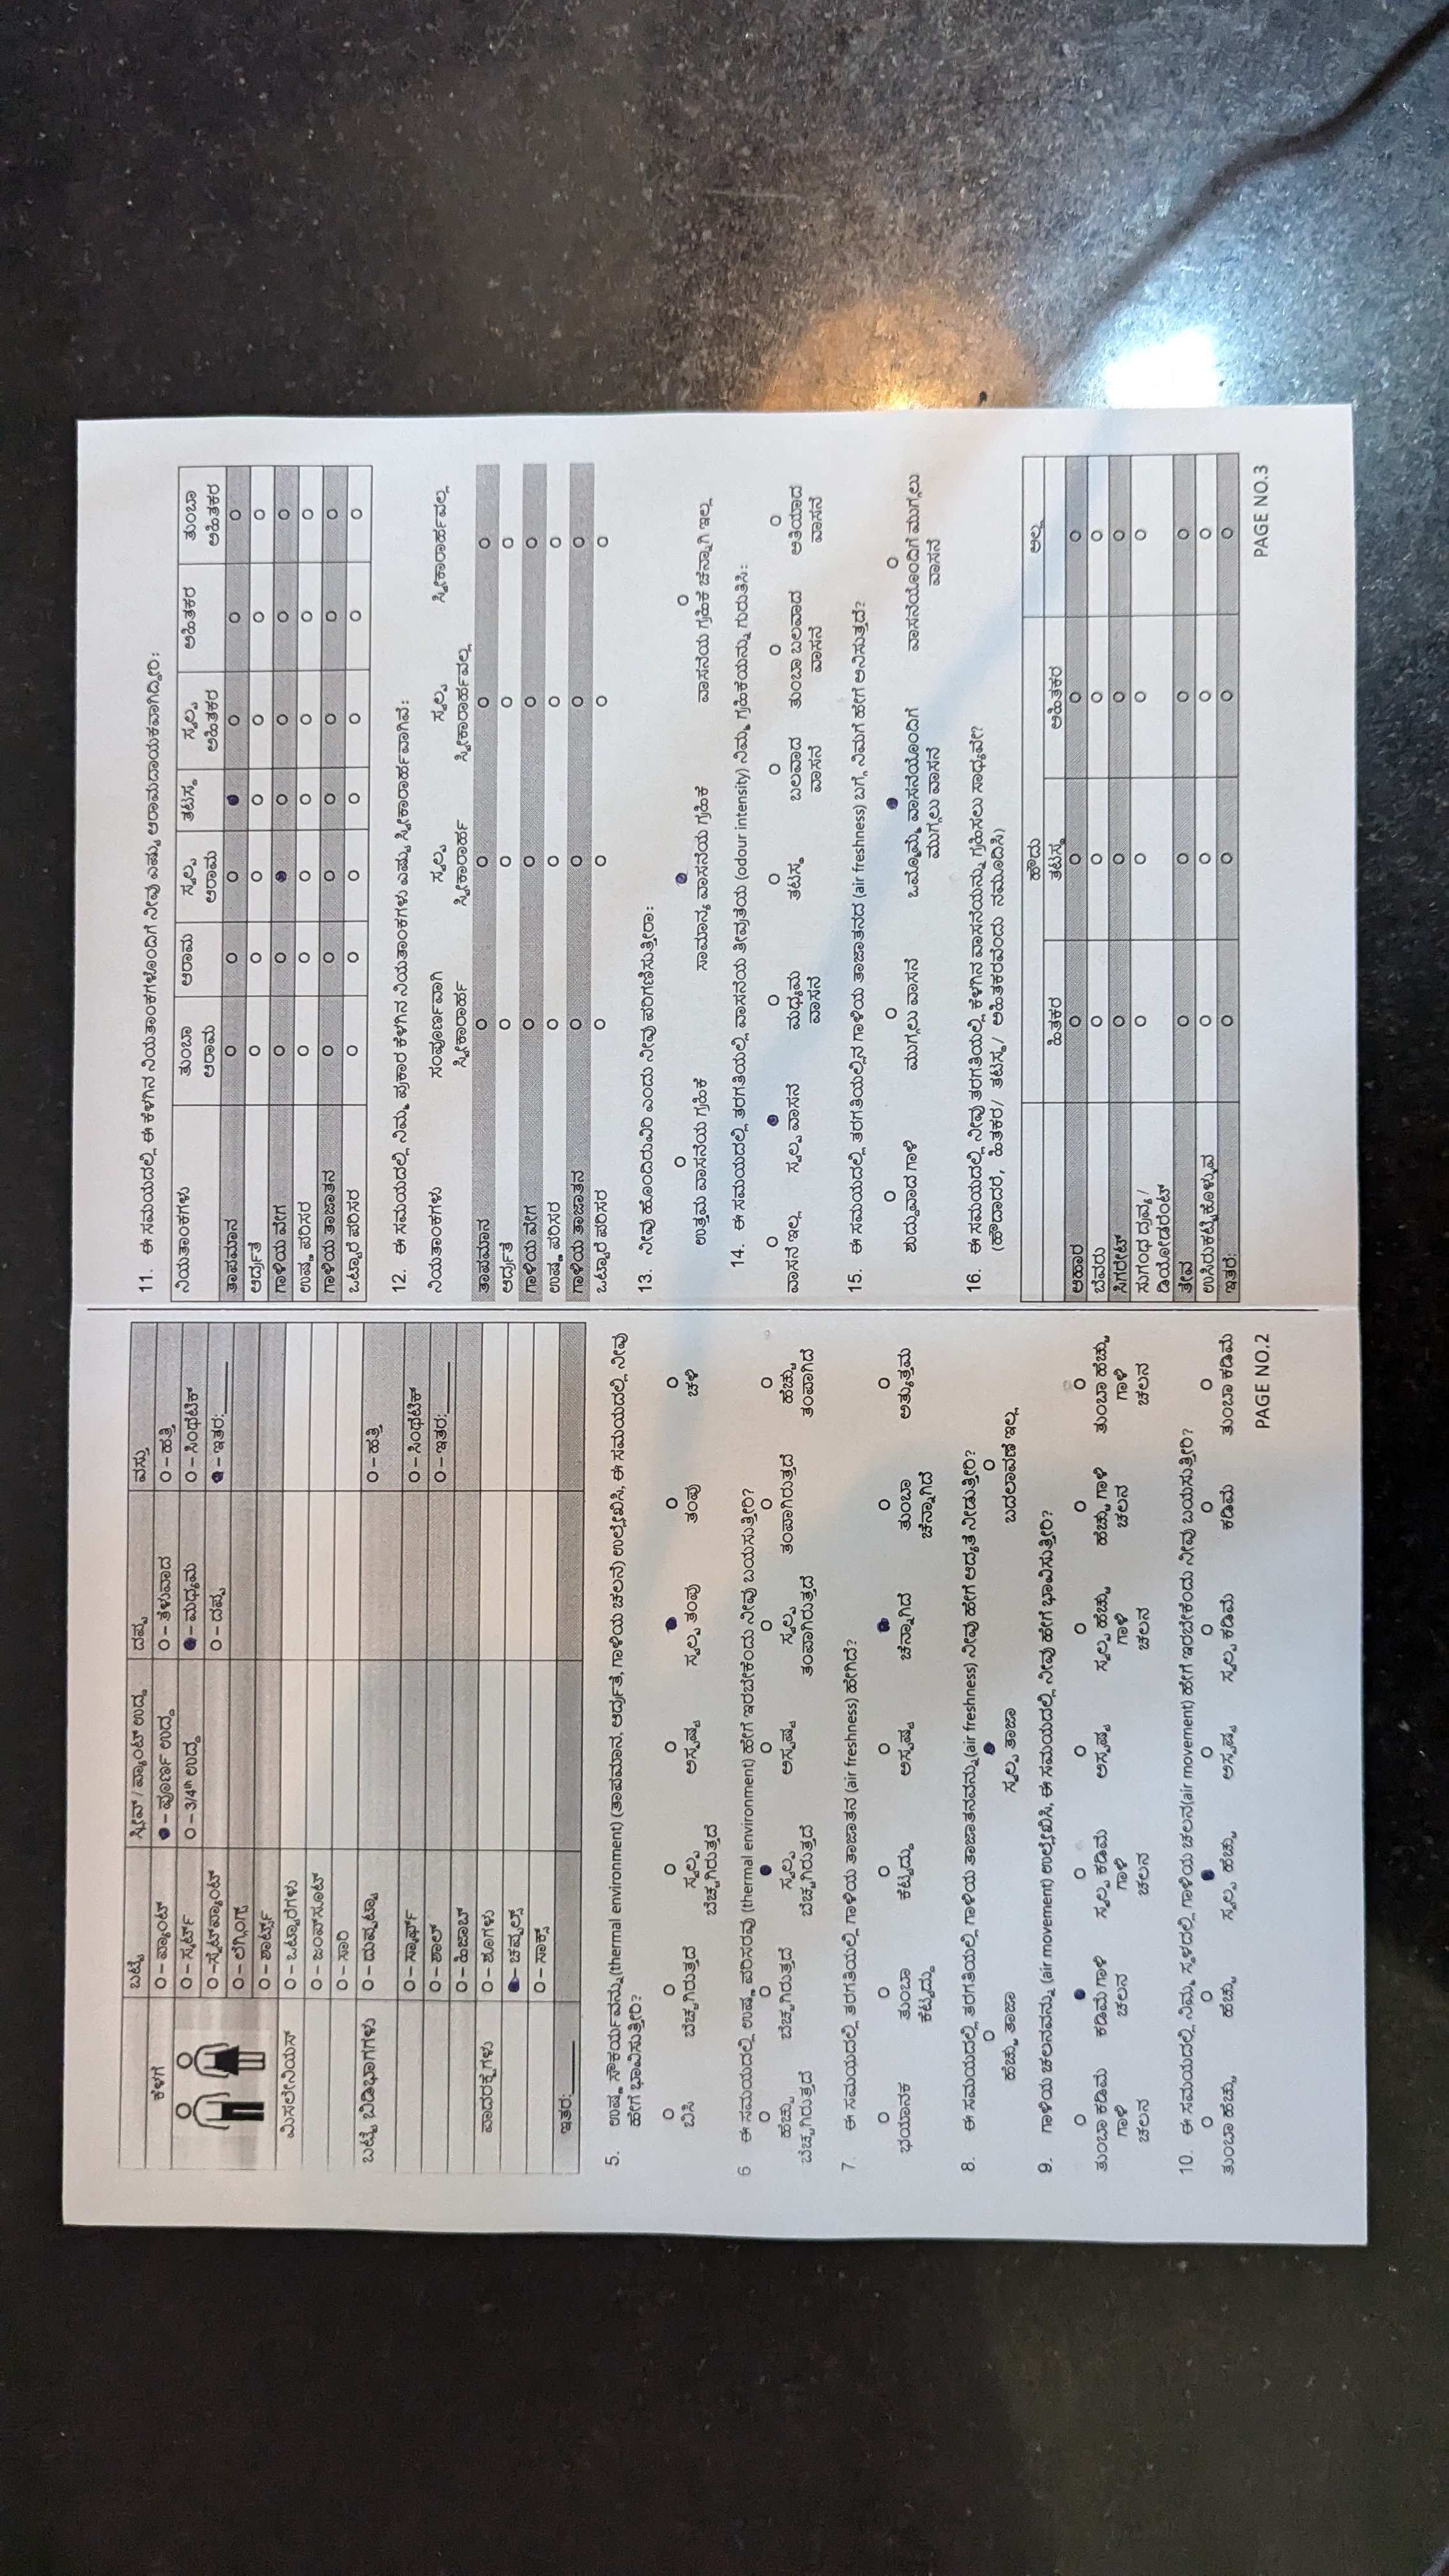 ಬಟ್ಟೆ ಸ್ಲೀವ್ / ಪ್ಯಾಂಟ್ ಉದ್ದ ದಪ್ಪ ವಸ್ತು
ಕೆಳಗೆ O – ಪ್ಯಾಂಟ್ – ಪೂರ್ಣ ಉದ್ದ O – ತೆಳುವಾದ O – ಹತ್ತಿ
O – ಸ್ಕರ್ಟ್ O – 3/4th ಉದ್ದ – ಮಧ್ಯಮ O – ಸಿಂಥಟಿಕ್
O –ಸ್ವೆಟ್‌ಪ್ಯಾಂಟ್ O – ದಪ್ಪ – ಇತರ:______
O – ಲೆಗ್ಗಿಂಗ್ಸ್
O – ಶಾರ್ಟ್ಸ್
ಮಿಸಲೇನಿಯಸ್ O – ಒಟ್ಟಾರೆಗಳು
O – ಜಂಪ್‌ಸೂಟ್
O – ಸಾರಿ
ಬಟ್ಟೆ ಬಿಡಿಭಾಗಗಳು O – ದುಪ್ಪಟ್ಟಾ O – ಹತ್ತಿ
O – ಸ್ಕಾರ್ಫ್ O – ಸಿಂಥಟಿಕ್
O – ಶಾಲ್ O – ಇತರ:______
O – ಹಿಜಾಬ್
ಪಾದರಕ್ಷೆಗಳು O – ಶೂಗಳು
– ಚಪ್ಪಲ್ಸ್
O – ಸಾಕ್ಸ್
ಇತರ:______
5. ಉಷ್ಣ ಸೌಕರ್ಯವನ್ನು (thermal environment) (ತಾಪಮಾನ, ಆರ್ದ್ರತೆ, ಗಾಳಿಯ ಚಲನೆ) ಉಲ್ಲೇಖಿಸಿ, ಈ ಸಮಯದಲ್ಲಿ ನೀವು
ಹೇಗೆ ಭಾವಿಸುತ್ತೀರಿ?
ಬಿಸಿ ಬೆಚ್ಚಗಿರುತ್ತದೆ ಸ್ವಲ್ಪ ಅಸ್ಪಷ್ಟ ಸ್ವಲ್ಪ ತಂಪು ತಂಪು ಚಳಿ
ಬೆಚ್ಚಗಿರುತ್ತದೆ
6 ಈ ಸಮಯದಲ್ಲಿ ಉಷ್ಣ ಪರಿಸರವು (thermal environment) ಹೇಗೆ ಇರಬೇಕೆಂದು ನೀವು ಬಯಸುತ್ತೀರಿ?
ಹೆಚ್ಚು ಬೆಚ್ಚಗಿರುತ್ತದೆ ಸ್ವಲ್ಪ ಅಸ್ಪಷ್ಟ ಸ್ವಲ್ಪ ತಂಪಾಗಿರುತ್ತದೆ ಹೆಚ್ಚು
ಬೆಚ್ಚಗಿರುತ್ತದೆ ಬೆಚ್ಚಗಿರುತ್ತದೆ ತಂಪಾಗಿರುತ್ತದೆ ತಂಪಾಗಿದೆ
7. ಈ ಸಮಯದಲ್ಲಿ ತರಗತಿಯಲ್ಲಿ ಗಾಳಿಯ ತಾಜಾತನ (air freshness) ಹೇಗಿದೆ?
ಭಯಾನಕ ತುಂಬಾ ಕೆಟ್ಟದ್ದು ಅಸ್ಪಷ್ಟ ಚೆನ್ನಾಗಿದೆ ತುಂಬಾ ಅತ್ಯುತ್ತಮ
ಕೆಟ್ಟದ್ದು ಚೆನ್ನಾಗಿದೆ
8. ಈ ಸಮಯದಲ್ಲಿ ತರಗತಿಯಲ್ಲಿ ಗಾಳಿಯ ತಾಜಾತನವನ್ನು (air freshness) ನೀವು ಹೇಗೆ ಆದ್ಯತೆ ನೀಡುತ್ತೀರಿ?
ಹೆಚ್ಚು ತಾಜಾ ಸ್ವಲ್ಪ ತಾಜಾ ಬದಲಾವಣೆ ಇಲ್ಲ
9. ಗಾಳಿಯ ಚಲನವನ್ನು (air movement) ಉಲ್ಲೇಖಿಸಿ, ಈ ಸಮಯದಲ್ಲಿ ನೀವು ಹೇಗೆ ಭಾವಿಸುತ್ತೀರಿ?
ತುಂಬಾ ಕಡಿಮೆ ಕಡಿಮೆ ಗಾಳಿ ಸ್ವಲ್ಪ ಕಡಿಮೆ ಅಸ್ಪಷ್ಟ ಸ್ವಲ್ಪ ಹೆಚ್ಚು ಹೆಚ್ಚು ಗಾಳಿ ತುಂಬಾ ಹೆಚ್ಚು
ಗಾಳಿ ಚಲನ ಗಾಳಿ ಗಾಳಿ ಚಲನ ಗಾಳಿ
ಚಲನ ಚಲನ ಚಲನ ಚಲನ
10. ಈ ಸಮಯದಲ್ಲಿ ನಿಮ್ಮ ಸ್ಥಳದಲ್ಲಿ ಗಾಳಿಯ ಚಲನ(air movement) ಹೇಗೆ ಇರಬೇಕೆಂದು ನೀವು ಬಯಸುತ್ತೀರಿ?
ತುಂಬಾ ಹೆಚ್ಚು ಹೆಚ್ಚು ಸ್ವಲ್ಪ ಹೆಚ್ಚು ಅಸ್ಪಷ್ಟ ಸ್ವಲ್ಪ ಕಡಿಮೆ ಕಡಿಮೆ ತುಂಬಾ ಕಡಿಮೆ
PAGE NO.2
11. ಈ ಸಮಯದಲ್ಲಿ ಈ ಕೆಳಗಿನ ನಿಯತಾಂಕಗಳೊಂದಿಗೆ ನೀವು ಎಷ್ಟು ಆರಾಮದಾಯಕವಾಗಿದ್ದೀರಿ:
ನಿಯತಾಂಕಗಳು ತುಂಬಾ ಆರಾಮ ಸ್ವಲ್ಪ ತಟಸ್ಥ ಸ್ವಲ್ಪ ಅಹಿತಕರ ತುಂಬಾ
ಆರಾಮ ಆರಾಮ ಅಹಿತಕರ ಅಹಿತಕರ
ತಾಪಮಾನ
ಆರ್ದ್ರತೆ
ಗಾಳಿಯ ವೇಗ
ಉಷ್ಣ ಪರಿಸರ
ಗಾಳಿಯ ತಾಜಾತನ
ಒಟ್ಟಾರೆ ಪರಿಸರ
12. ಈ ಸಮಯದಲ್ಲಿ ನಿಮ್ಮ ಪ್ರಕಾರ ಕೆಳಗಿನ ನಿಯತಾಂಕಗಳು ಎಷ್ಟು ಸ್ವೀಕಾರಾರ್ಹವಾಗಿವೆ:
ನಿಯತಾಂಕಗಳು ಸಂಪೂರ್ಣವಾಗಿ ಸ್ವಲ್ಪ ಸ್ವಲ್ಪ ಸ್ವೀಕಾರಾರ್ಹವಲ್ಲ
ಸ್ವೀಕಾರಾರ್ಹ ಸ್ವೀಕಾರಾರ್ಹ ಸ್ವೀಕಾರಾರ್ಹವಲ್ಲ
ತಾಪಮಾನ
ಆರ್ದ್ರತೆ
ಗಾಳಿಯ ವೇಗ
ಉಷ್ಣ ಪರಿಸರ
ಗಾಳಿಯ ತಾಜಾತನ
ಒಟ್ಟಾರೆ ಪರಿಸರ
13. ನೀವು ಹೊಂದಿರುವಿರಿ ಎಂದು ನೀವು ಪರಿಗಣಿಸುತ್ತೀರಾ:
ಉತ್ತಮ ವಾಸನೆಯ ಗ್ರಹಿಕೆ ಸಾಮಾನ್ಯ ವಾಸನೆಯ ಗ್ರಹಿಕೆ ವಾಸನೆಯ ಗ್ರಹಿಕೆ ಚೆನ್ನಾಗಿ ಇಲ್ಲ
14. ಈ ಸಮಯದಲ್ಲಿ ತರಗತಿಯಲ್ಲಿ ವಾಸನೆಯ ತೀವ್ರತೆಯ (odour intensity) ನಿಮ್ಮ ಗ್ರಹಿಕೆಯನ್ನು ಗುರುತಿಸಿ:
ವಾಸನೆ ಇಲ್ಲ ಸ್ವಲ್ಪ ವಾಸನೆ ಮಧ್ಯಮ ತಟಸ್ಥ ಬಲವಾದ ತುಂಬಾ ಬಲವಾದ ಅತಿಯಾದ
ವಾಸನೆ ವಾಸನೆ ವಾಸನೆ ವಾಸನೆ
15. ಈ ಸಮಯದಲ್ಲಿ ತರಗತಿಯಲ್ಲಿನ ಗಾಳಿಯ ತಾಜಾತನದ (air freshness) ಬಗ್ಗೆ ನಿಮಗೆ ಹೇಗೆ ಅನಿಸುತ್ತದೆ?
ಶುದ್ಧವಾದ ಗಾಳಿ ಮುಗ್ಗಲು ವಾಸನೆ ಒಮ್ಮೊಮ್ಮೆ ವಾಸನೆಯೊಂದಿಗೆ ವಾಸನೆಯೊಂದಿಗೆ ಮುಗ್ಗಲು
ಮುಗ್ಗಲು ವಾಸನೆ ವಾಸನೆ
16. ಈ ಸಮಯದಲ್ಲಿ ನೀವು ತರಗತಿಯಲ್ಲಿ ಕೆಳಗಿನ ವಾಸನೆಯನ್ನು ಗ್ರಹಿಸಲು ಸಾಧ್ಯವೇ?
(ಹೌದಾದರೆ, ಹಿತಕರ/ ತಟಸ್ಥ/ ಅಹಿತಕರವೆಂದು ನಮೂದಿಸಿ)
ಹೌದು ಅಲ್ಲ
ಹಿತಕರ ತಟಸ್ಥ ಅಹಿತಕರ
ಆಹಾರ
ಬೆವರು
ಸಿಗರೇಟ್
ಸುಗಂಧ ದ್ರವ್ಯ/
ಡಿಯೋಡರೆಂಟ್
ತೇವ
ಉಸಿರುಕಟ್ಟಿಕೊಳ್ಳುವ
ಇತರ:
PAGE NO.3